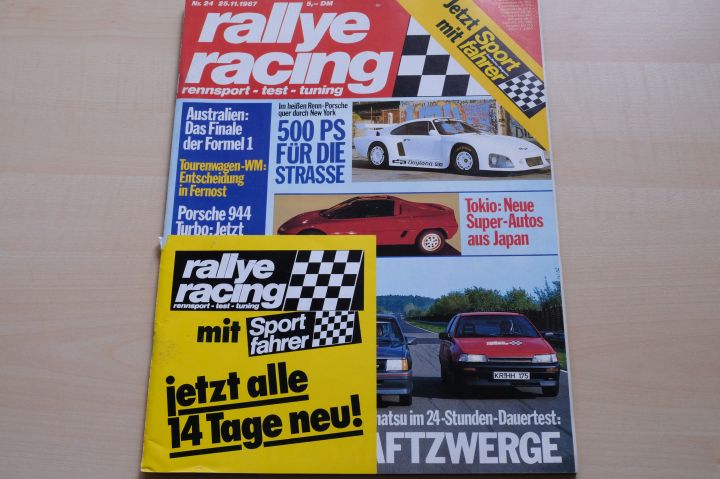 Nr. 24 25.11.1987 5,– DM
rallye
racing
rennsport - test - tuning
Jetzt
mit
Sport
fahrer
Australien:
Das Finale
der Formel 1
Tourenwagen-WM:
Entscheidung
in Fernost
Porsche 944
Turbo: Jetzt
Im heißen Renn-Porsche
quer durch New York
500 PS
FÜR DIE
STRASSE
Daytona
Tokio: Neue
Super-Autos
aus Japan
rallye
racing
rennsport - test - tuning
mit
Sport
fahrer
jetzt alle
14 Tage neu!
KR-HH 175
hatsu im 24-Stunden-Dauertest:
AFTZWERGE